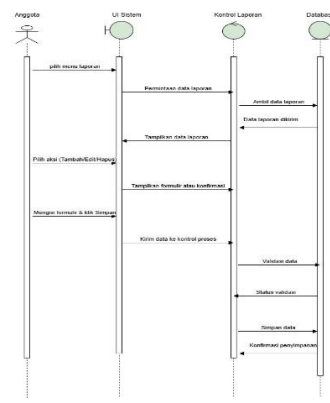 Anggota
UI Sistem
Kontrol Laporan
Databas
pilih menu laporan
Permintaan data laporan
Ambil data laporan
Data laporan dikirim
Tampilkan data laporan
Pilih aksi (Tambah/Edit/Hapus
Tampilkan formulir atau konfirmasi
Mengisi formulir & klik Simpan
Kirim data ke kontrol proses
Validasi data
Status validasi
Simpan data
Konfirmasi penyimpanan